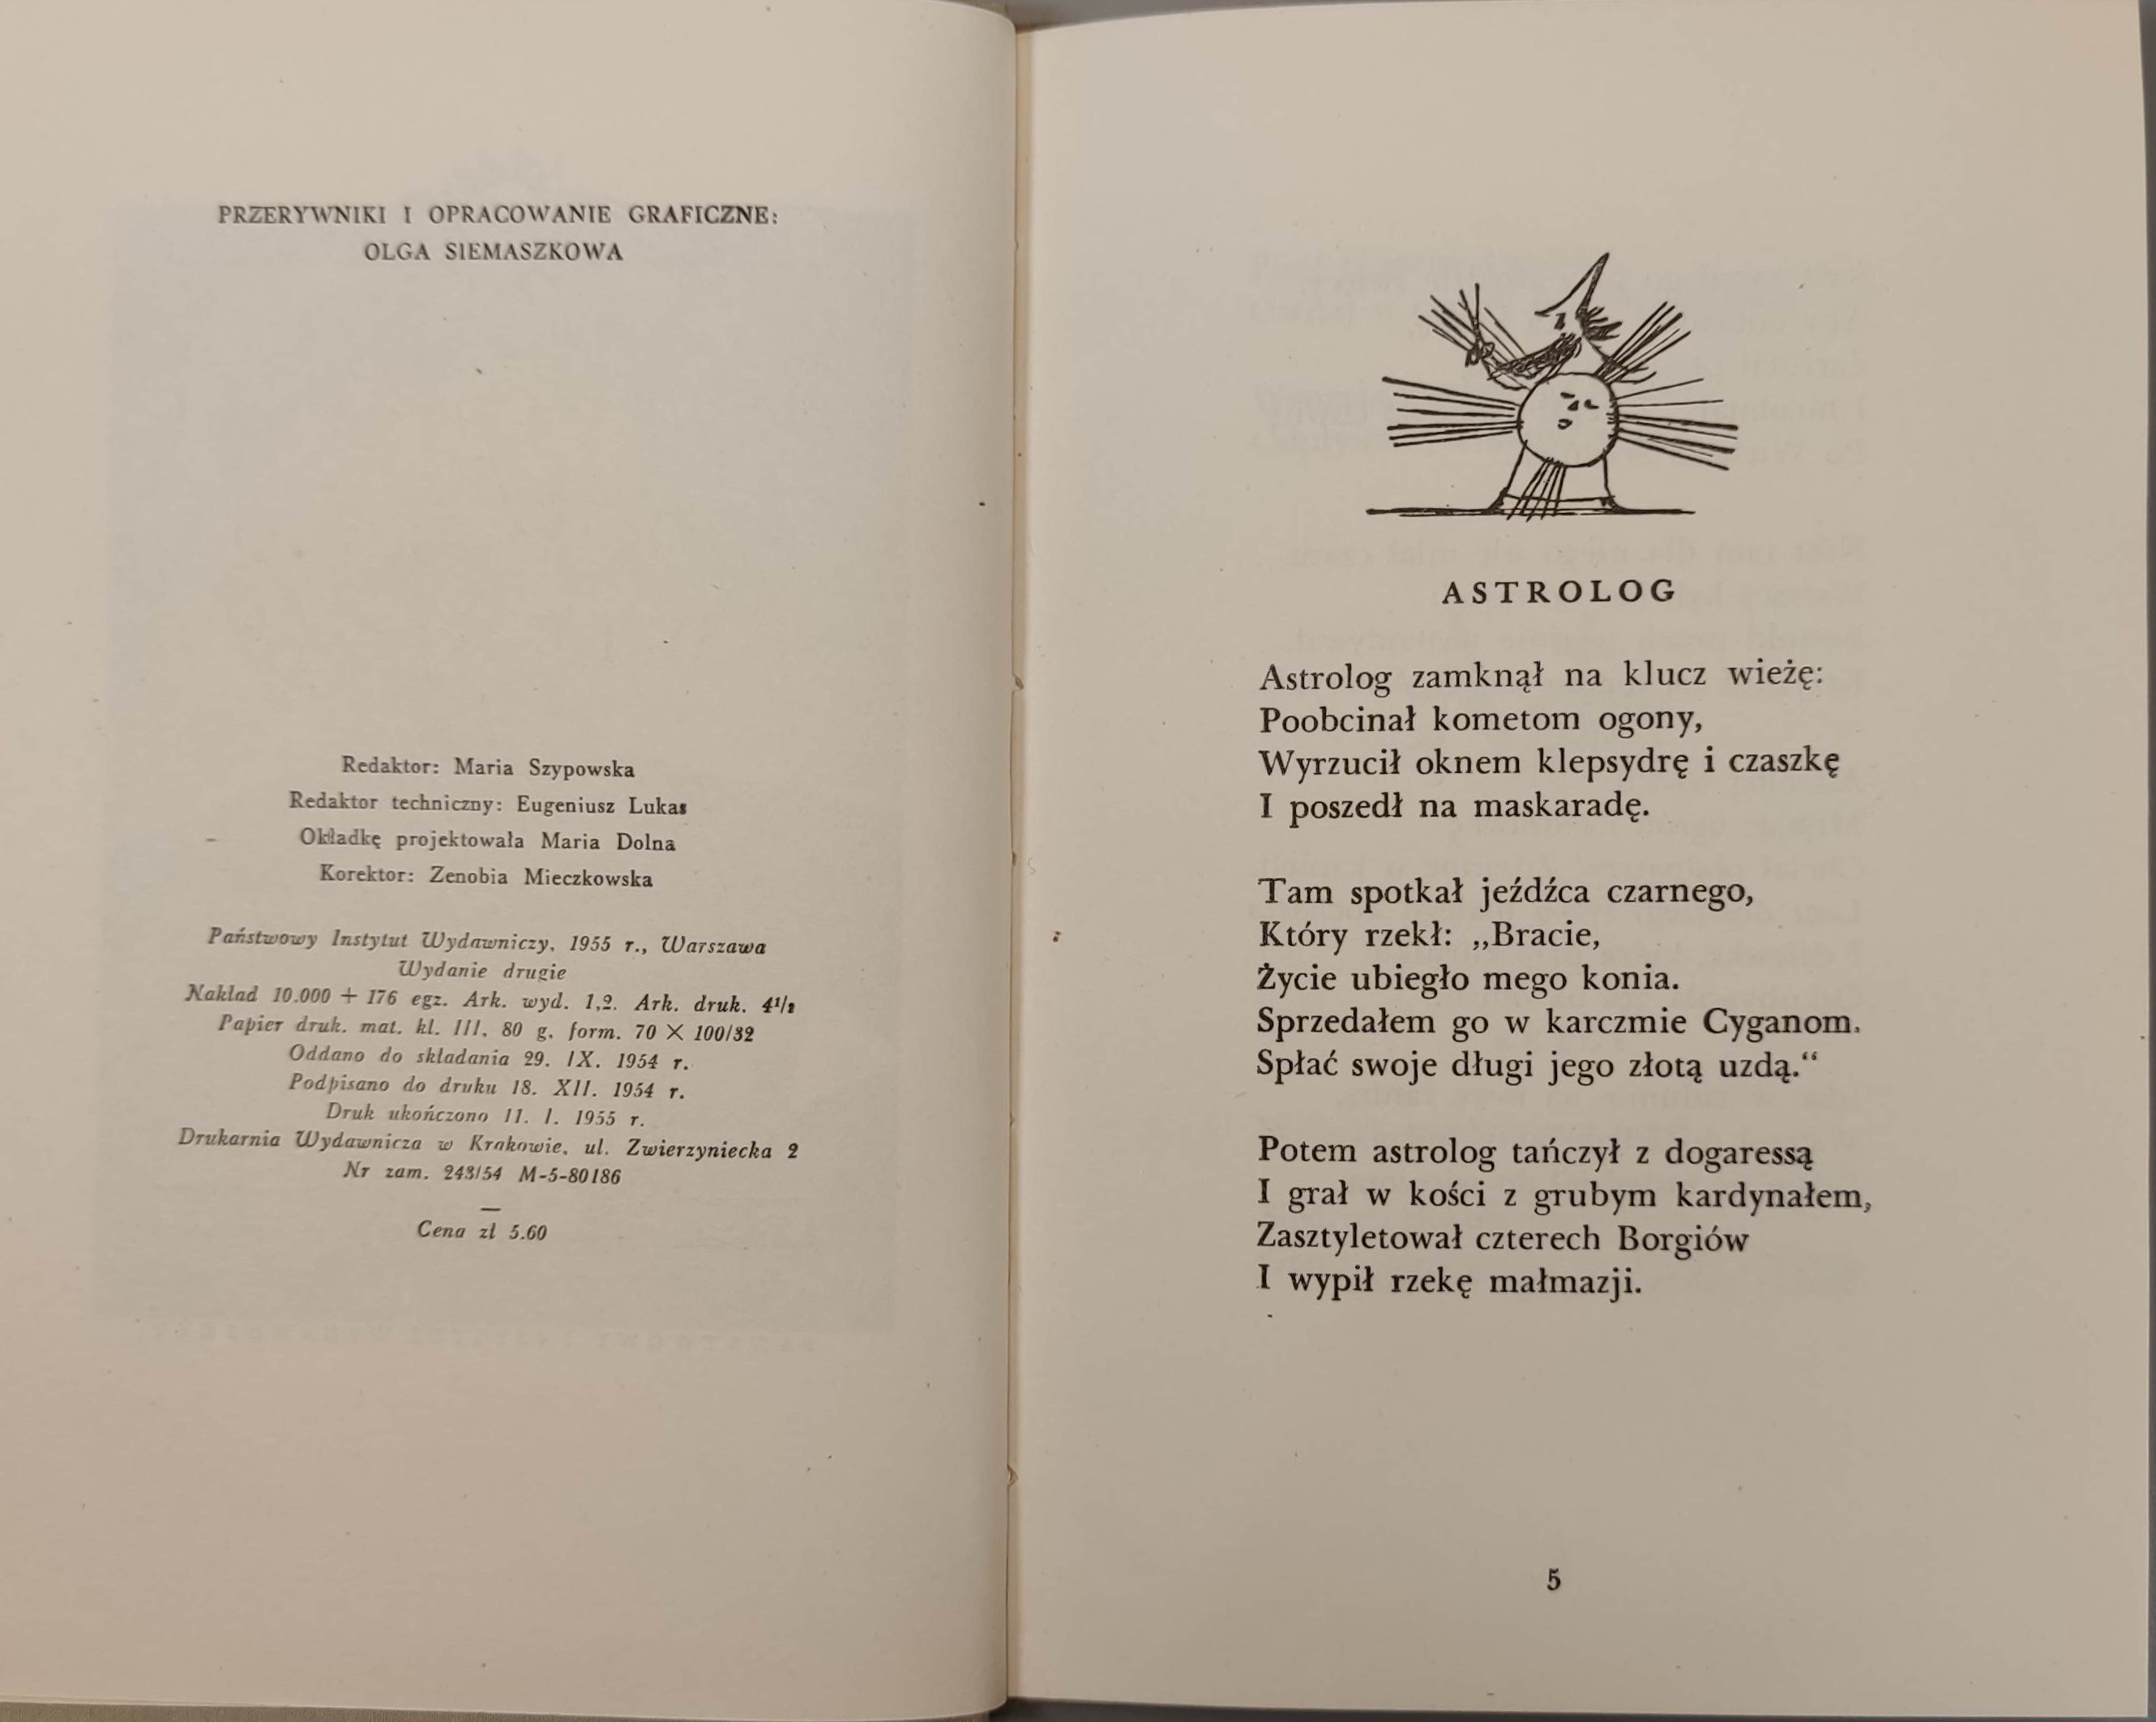 PRZERYWNIKI I OPRACOWANIE GRAFICZNE:
OLGA SIEMASZKOWA
Redaktor: Maria Szypowska
Redaktor techniczny: Eugeniusz Lukas
Okładkę projektowała Maria Dolna
Korektor: Zenobia Mieczkowska
Państwowy Instytut Wydawniczy, 1955 r., Warszawa
Wydanie drugie
Nakład 10.000 + 176 egz. Ark. wyd. 1,2. Ark. druk. 4½
Papier druk. mat. kl. III, 80 g, form. 70 × 100/32
Oddano do składania 29. IX. 1954 r.
Podpisano do druku 18. XII. 1954 r.
Druk ukończono 11. I. 1955 r.
Drukarnia Wydawnicza w Krakowie, ul. Zwierzyniecka 2
Nr zam. 243/54 M-5-80186
Cena zł 5.60
ASTROLOG
Astrolog zamknął na klucz wieżę:
Poobcinał kometom ogony,
Wyrzucił oknem klepsydrę i czaszkę
I poszedł na maskaradę.
Tam spotkał jeźdźca czarnego,
Który rzekł: „Bracie,
Życie ubiegło mego konia.
Sprzedałem go w karczmie Cyganom.
Spłać swoje długi jego złotą uzdą.“
Potem astrolog tańczył z dogaressą
I grał w kości z grubym kardynałem,
Zasztyletował czterech Borgiów
I wypił rzekę małmazji.
5